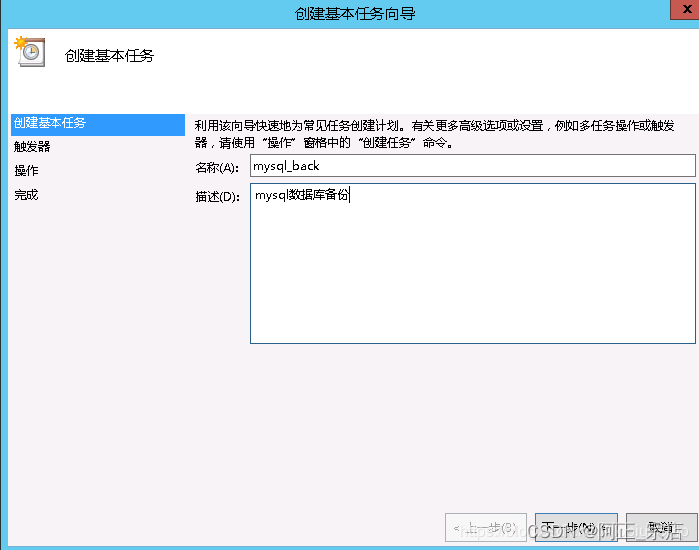 创建基本任务向导
x
创建基本任务
创建基本任务
触发器
操作
完成
利用该向导快速地为常见任务创建计划。有关更多高级选项或设置，例如多任务操作或触发
器，请使用“操作”窗格中的“创建任务”命令。
名称(A):
mysql_back
描述(D):
mysql数据库备份
< 上一步(B)
下一步(N) >
取消
CSDN @阿正